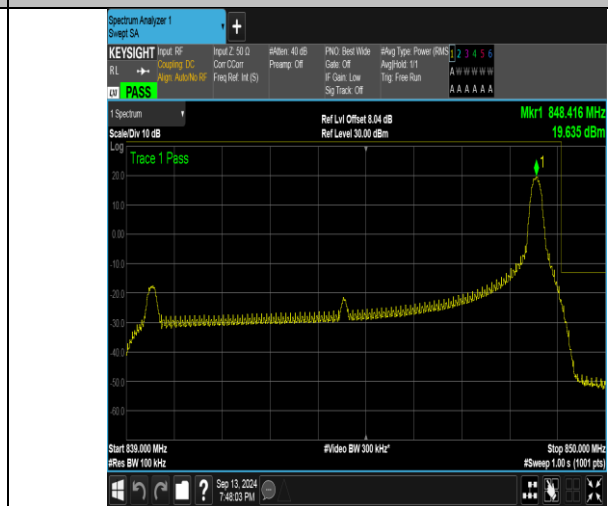 Spectrum Analyzer 1
Swept SA
+
KEYSIGHT Input: RF Input Z: 50 Ω #Atten: 40 dB PNO: Best Wide #Avg Type: Power (RMS 1 2 3 4 5 6
RL Coupling: DC Corr CCorr Preamp: Off Gate: Off Avg|Hold: 1/1 A W W W W W
Align: Auto/No RF Freq Ref: Int (S) IF Gain: Low Trig: Free Run
LXI PASS Sig Track: Off A A A A A A
1 Spectrum Ref Lvl Offset 8.04 dB Mkr1 848.416 MHz
Scale/Div 10 dB Ref Level 30.00 dBm 19.635 dBm
Log
Trace 1 Pass
1
20.0
10.0
0.00
-10.0
-20.0
-30.0
-40.0
-50.0
-60.0
Start 839.000 MHz #Video BW 300 kHz* Stop 850.000 MHz
#Res BW 100 kHz #Sweep 1.00 s (1001 pts)
? Sep 13, 2024
7:48:03 PM